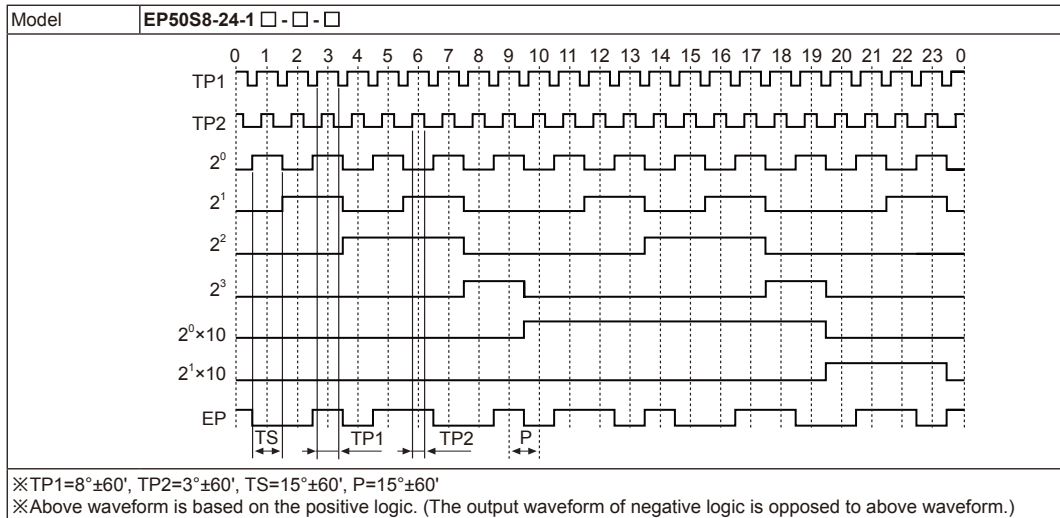 Model EP50S8-24-1 □ - □ - □
0 1 2 3 4 5 6 7 8 9 10 11 12 13 14 15 16 17 18 19 20 21 22 23 0
TP1
TP2
2⁰
2¹
2²
2³
2⁰×10
2¹×10
EP
TS TP1 TP2 P
※TP1=8°±60', TP2=3°±60', TS=15°±60', P=15°±60'
※Above waveform is based on the positive logic. (The output waveform of negative logic is opposed to above waveform.)